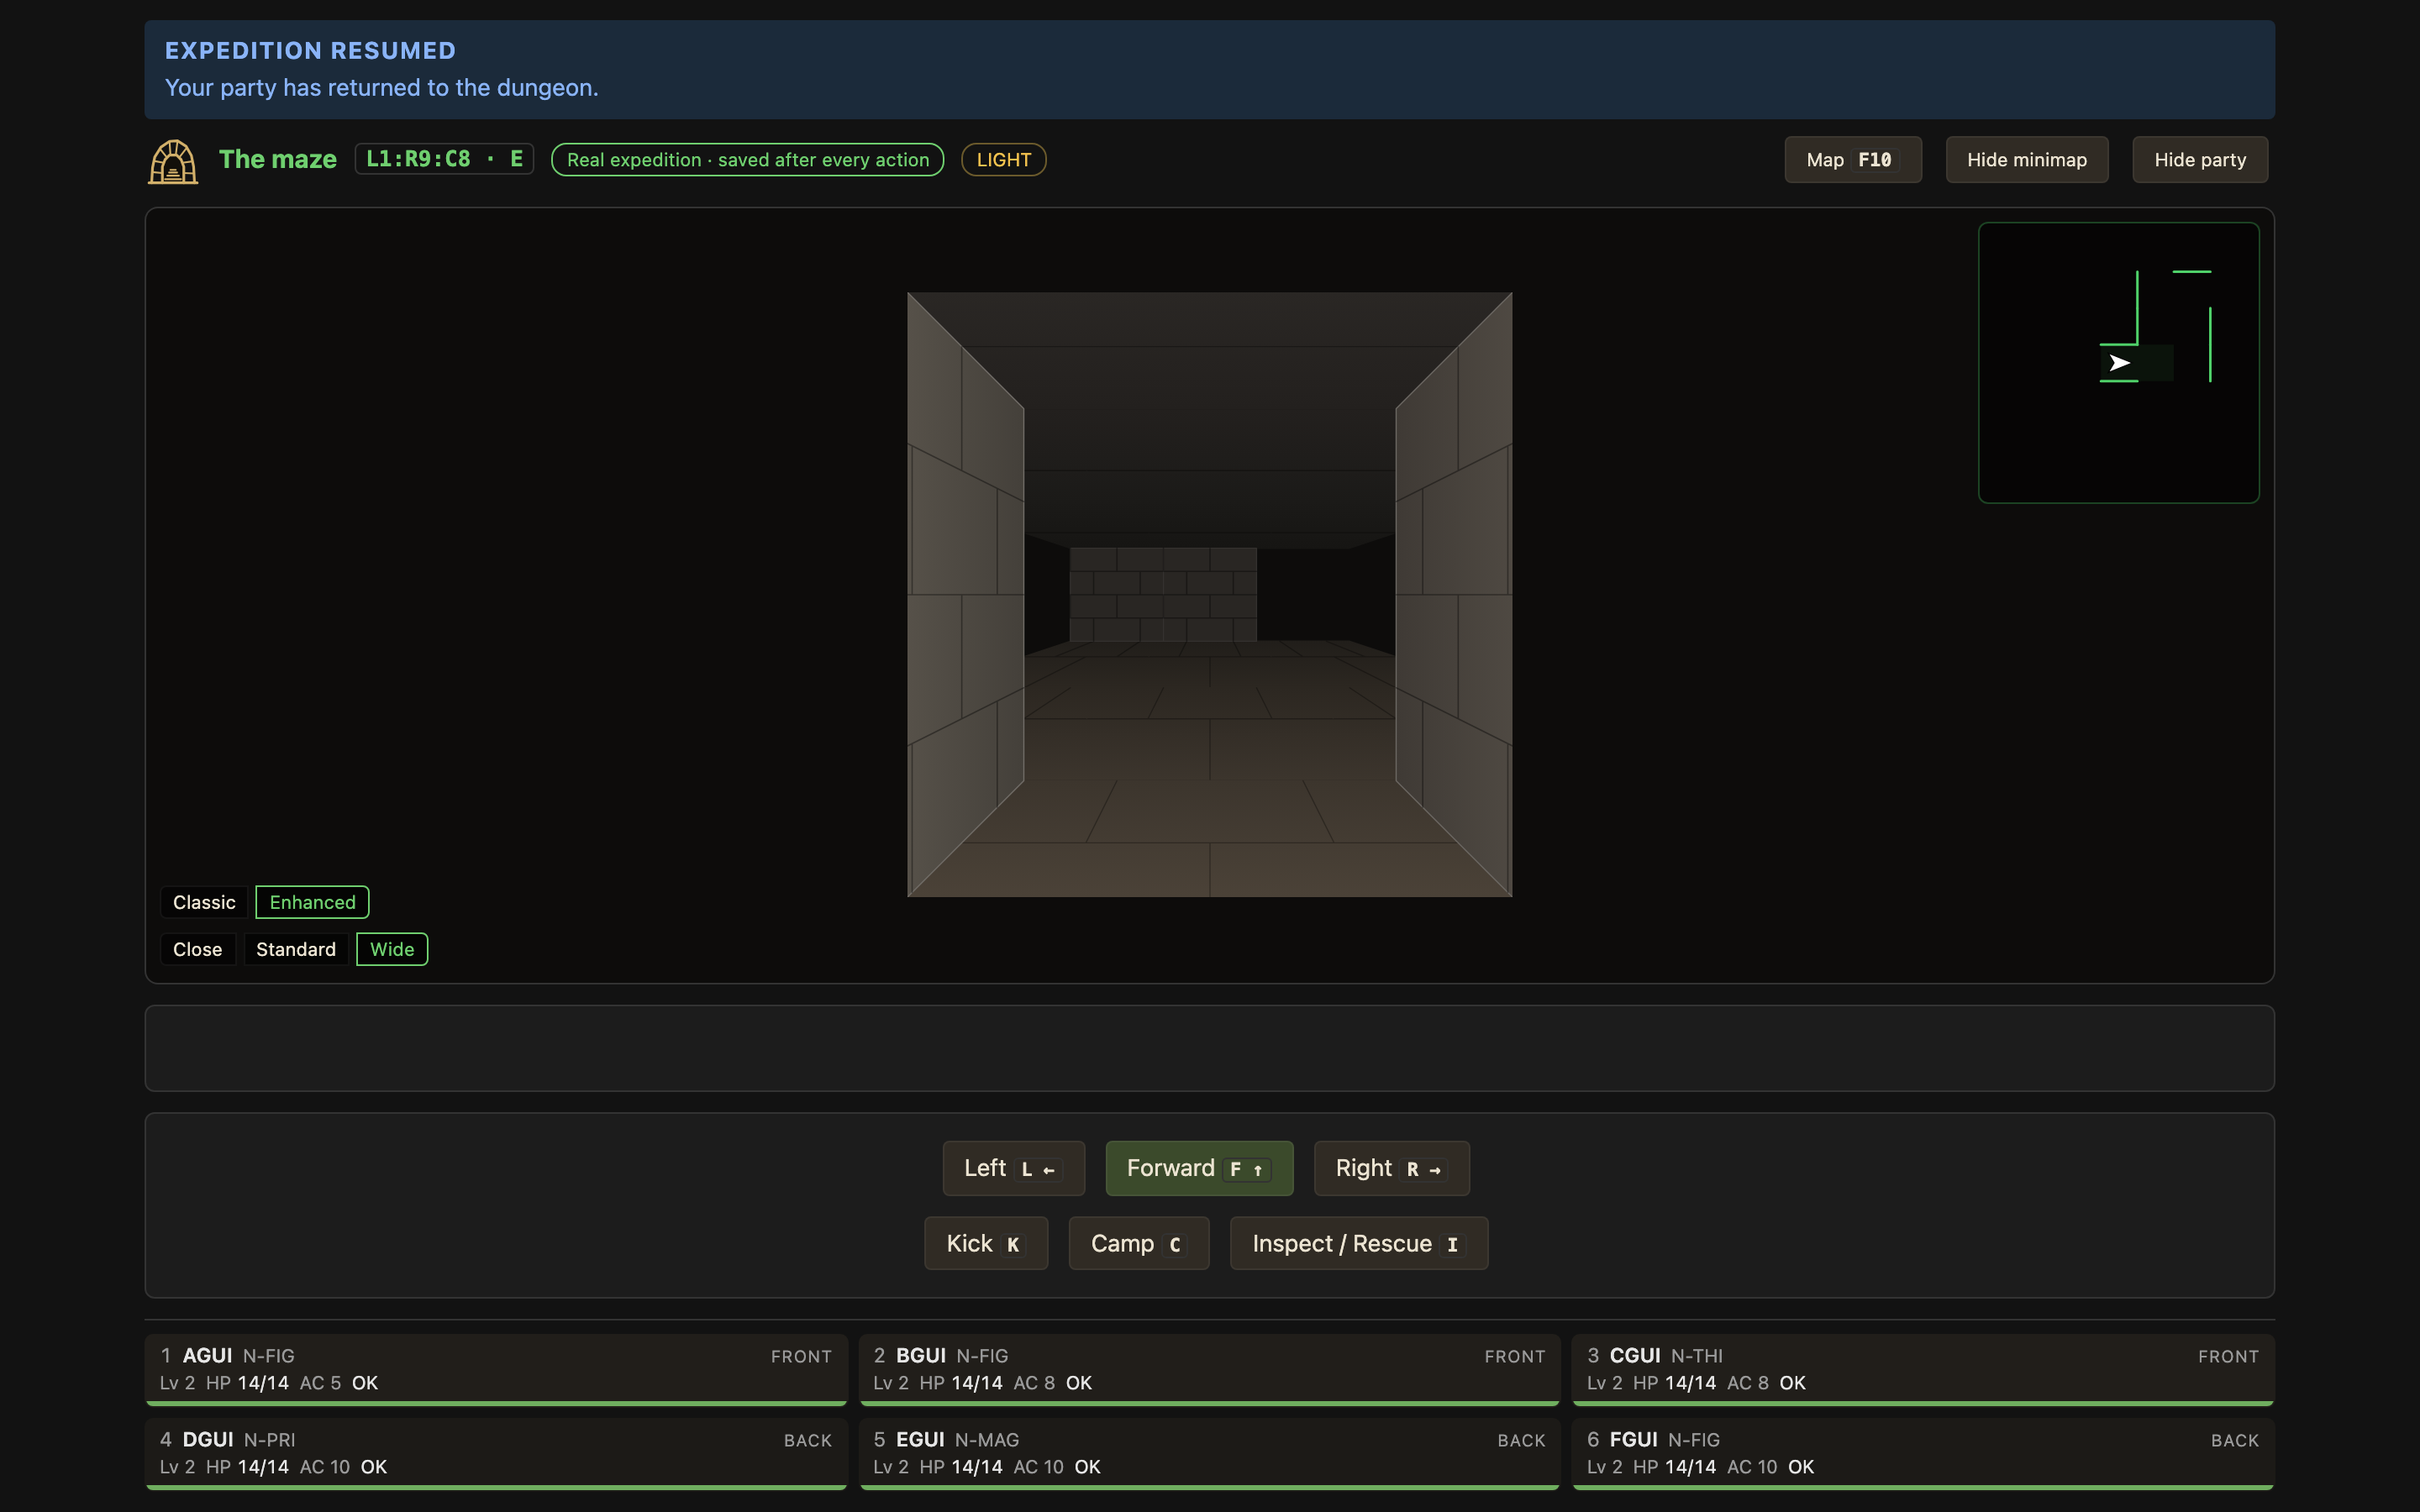 EXPEDITION RESUMED
Your party has returned to the dungeon.
The maze L1:R9:C8 · E Real expedition · saved after every action LIGHT Map F10 Hide minimap Hide party
Classic Enhanced
Close Standard Wide
Left L ← Forward F ↑ Right R →
Kick K Camp C Inspect / Rescue I
1 AGUI N-FIG FRONT 2 BGUI N-FIG FRONT 3 CGUI N-THI FRONT
Lv 2 HP 14/14 AC 5 OK Lv 2 HP 14/14 AC 8 OK Lv 2 HP 14/14 AC 8 OK
4 DGUI N-PRI BACK 5 EGUI N-MAG BACK 6 FGUI N-FIG BACK
Lv 2 HP 14/14 AC 10 OK Lv 2 HP 14/14 AC 10 OK Lv 2 HP 14/14 AC 10 OK